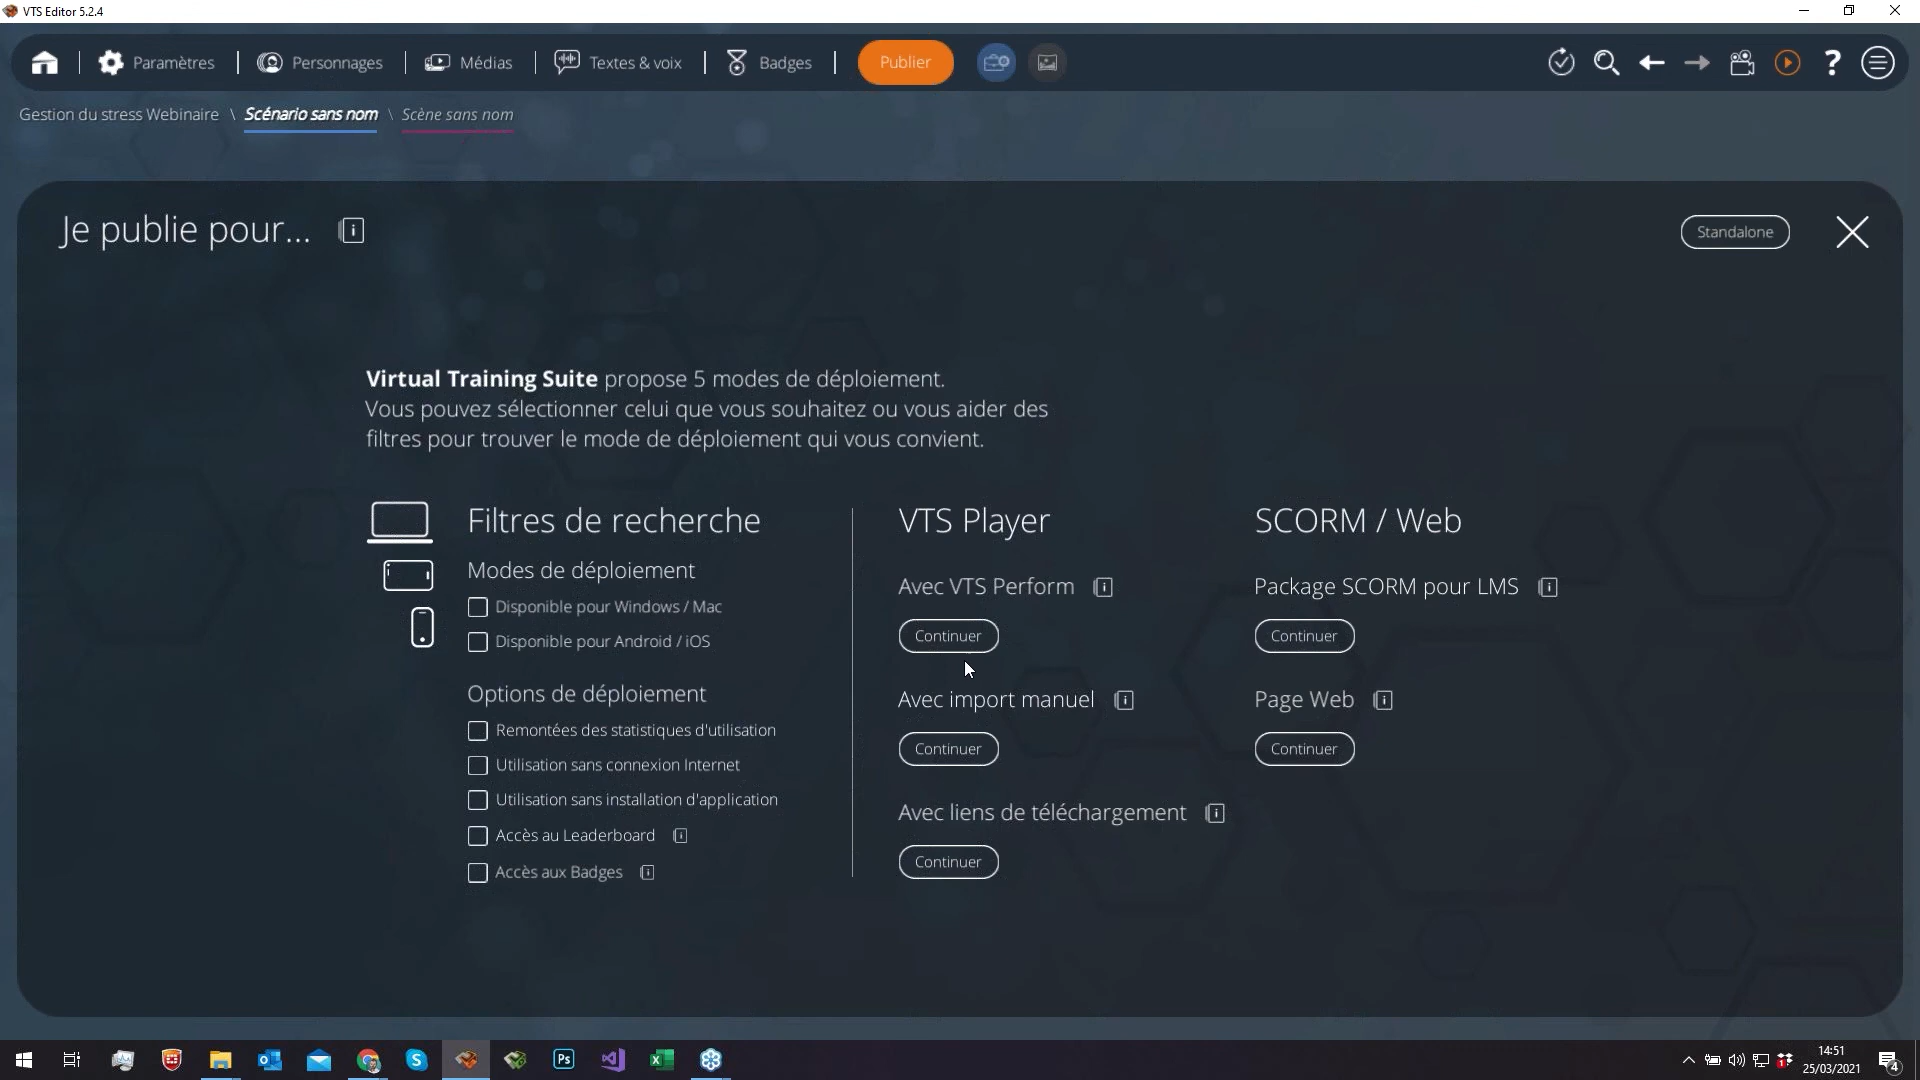 VTS Editor 5.2.4
Paramètres
Personnages
Médias
Textes & voix
Badges
Publier
Gestion du stress Webinaire \ Scénario sans nom \ Scène sans nom
Je publie pour...
Standalone
Virtual Training Suite propose 5 modes de déploiement.
Vous pouvez sélectionner celui que vous souhaitez ou vous aider des
filtres pour trouver le mode de déploiement qui vous convient.
Filtres de recherche
Modes de déploiement
Disponible pour Windows / Mac
Disponible pour Android / iOS
Options de déploiement
Remontées des statistiques d'utilisation
Utilisation sans connexion Internet
Utilisation sans installation d'application
Accès au Leaderboard
Accès aux Badges
VTS Player
Avec VTS Perform
Continuer
Avec import manuel
Continuer
Avec liens de téléchargement
Continuer
SCORM / Web
Package SCORM pour LMS
Continuer
Page Web
Continuer
Ps
14:51
25/03/2021
4